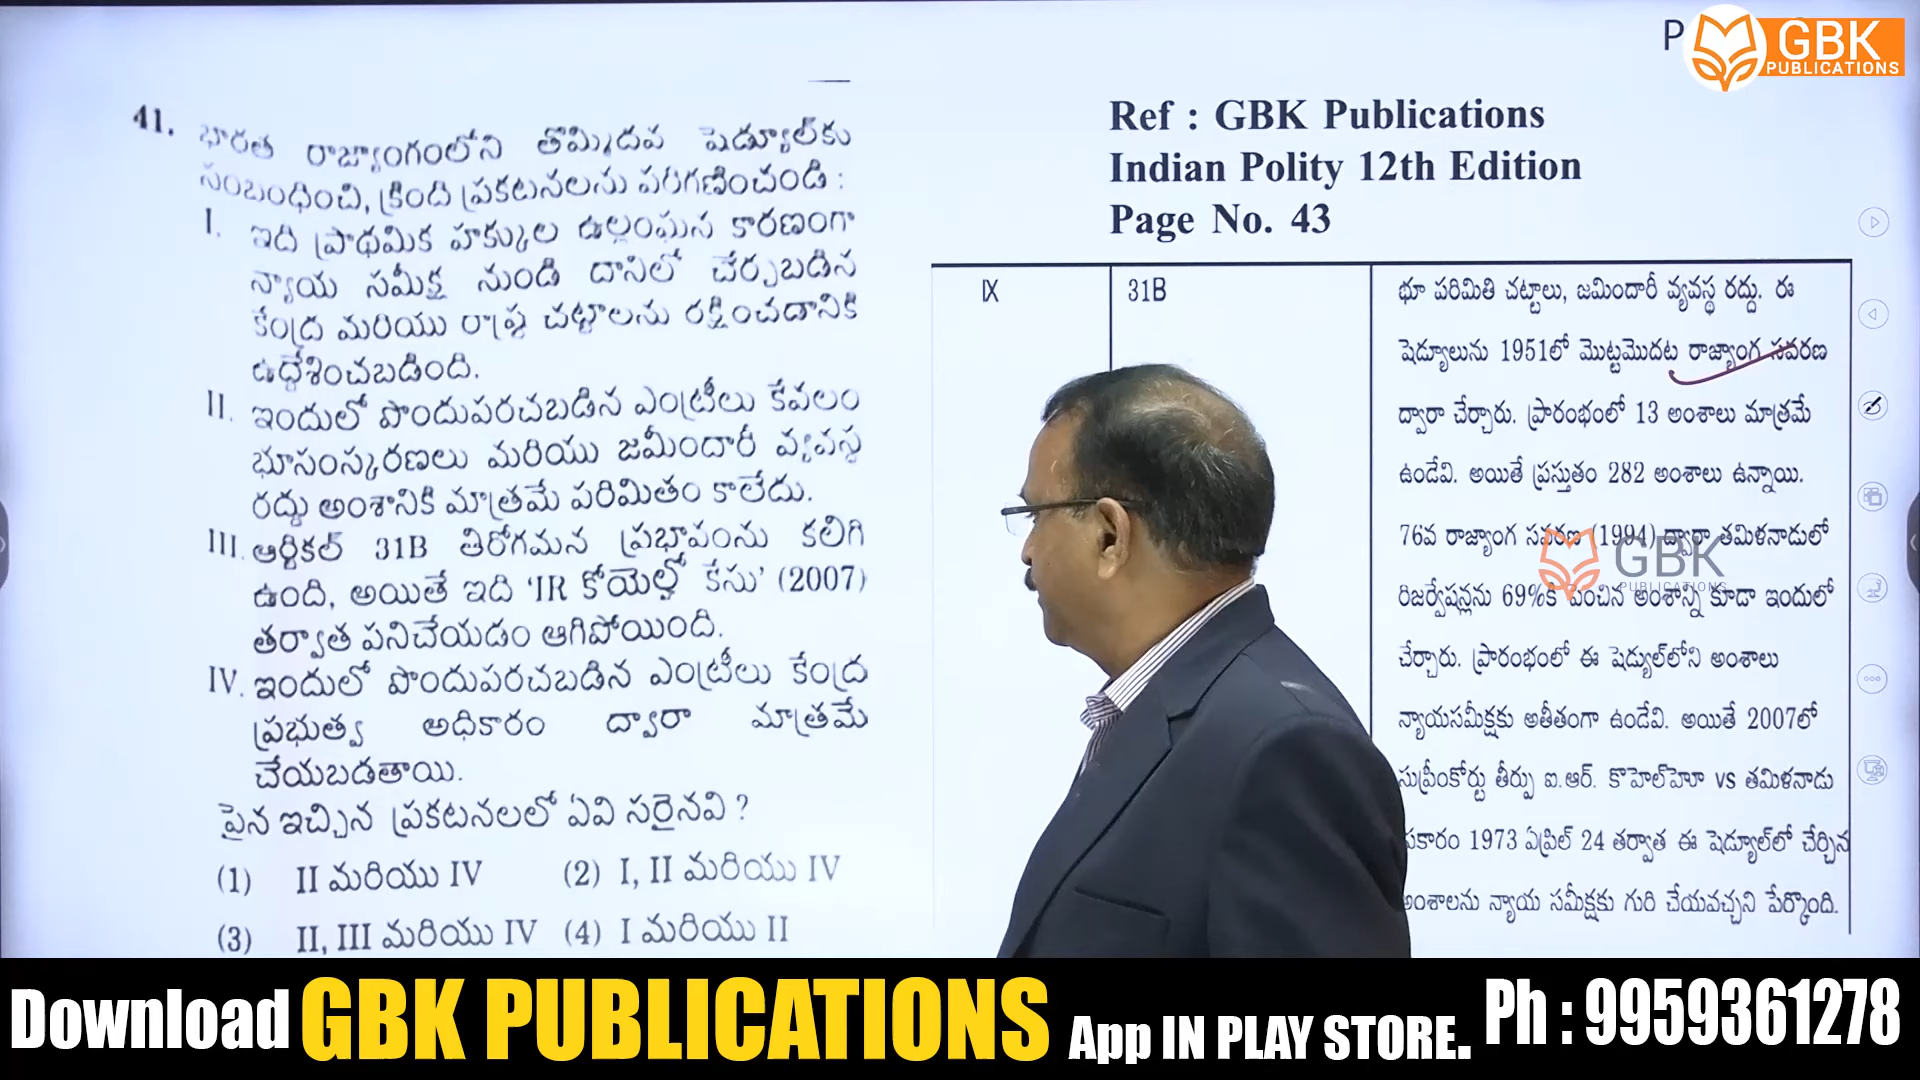 P
GBK
PUBLICATIONS
41. భారత రాజ్యాంగంలోని తొమ్మిదవ షెడ్యూల్‌కు
సంబంధించి, క్రింది ప్రకటనలను పరిగణించండి :
I. ఇది ప్రాథమిక హక్కుల ఉల్లంఘన కారణంగా
న్యాయ సమీక్ష నుండి దానిలో చేర్చబడిన
కేంద్ర మరియు రాష్ట్ర చట్టాలను రక్షించడానికి
ఉద్దేశించబడింది.
II. ఇందులో పొందుపరచబడిన ఎంట్రీలు కేవలం
భూసంస్కరణలు మరియు జమీందారీ వ్యవస్థ
రద్దు అంశానికి మాత్రమే పరిమితం కాలేదు.
III. ఆర్టికల్ 31B తిరోగమన ప్రభావంను కలిగి
ఉంది, అయితే ఇది 'IR కోయెల్హో కేసు' (2007)
తర్వాత పనిచేయడం ఆగిపోయింది.
IV. ఇందులో పొందుపరచబడిన ఎంట్రీలు కేంద్ర
ప్రభుత్వ అధికారం ద్వారా మాత్రమే
చేయబడతాయి.
పైన ఇచ్చిన ప్రకటనలలో ఏవి సరైనవి ?
(1) II మరియు IV (2) I, II మరియు IV
(3) II, III మరియు IV (4) I మరియు II
Ref : GBK Publications
Indian Polity 12th Edition
Page No. 43
IX 31B భూ పరిమితి చట్టాలు, జమిందారీ వ్యవస్థ రద్దు. ఈ
షెడ్యూలును 1951లో మొట్టమొదట రాజ్యాంగ సవరణ
ద్వారా చేర్చారు. ప్రారంభంలో 13 అంశాలు మాత్రమే
ఉండేవి. అయితే ప్రస్తుతం 282 అంశాలు ఉన్నాయి.
76వ రాజ్యాంగ సవరణ (1994) ద్వారా తమిళనాడులో
రిజర్వేషన్లను 69%కి పెంచిన అంశాన్ని కూడా ఇందులో
చేర్చారు. ప్రారంభంలో ఈ షెడ్యుల్‌లోని అంశాలు
న్యాయసమీక్షకు అతీతంగా ఉండేవి. అయితే 2007లో
సుప్రీంకోర్టు తీర్పు ఐ.ఆర్. కొహెల్‌హెూ vs తమిళనాడు
1973 ఏప్రిల్ 24 తర్వాత ఈ షెడ్యూల్‌లో చేర్చిన
అంశాలను న్యాయ సమీక్షకు గురి చేయవచ్చని పేర్కొంది.
GBK
PUBLICATIONS
Download GBK PUBLICATIONS App IN PLAY STORE. Ph : 9959361278